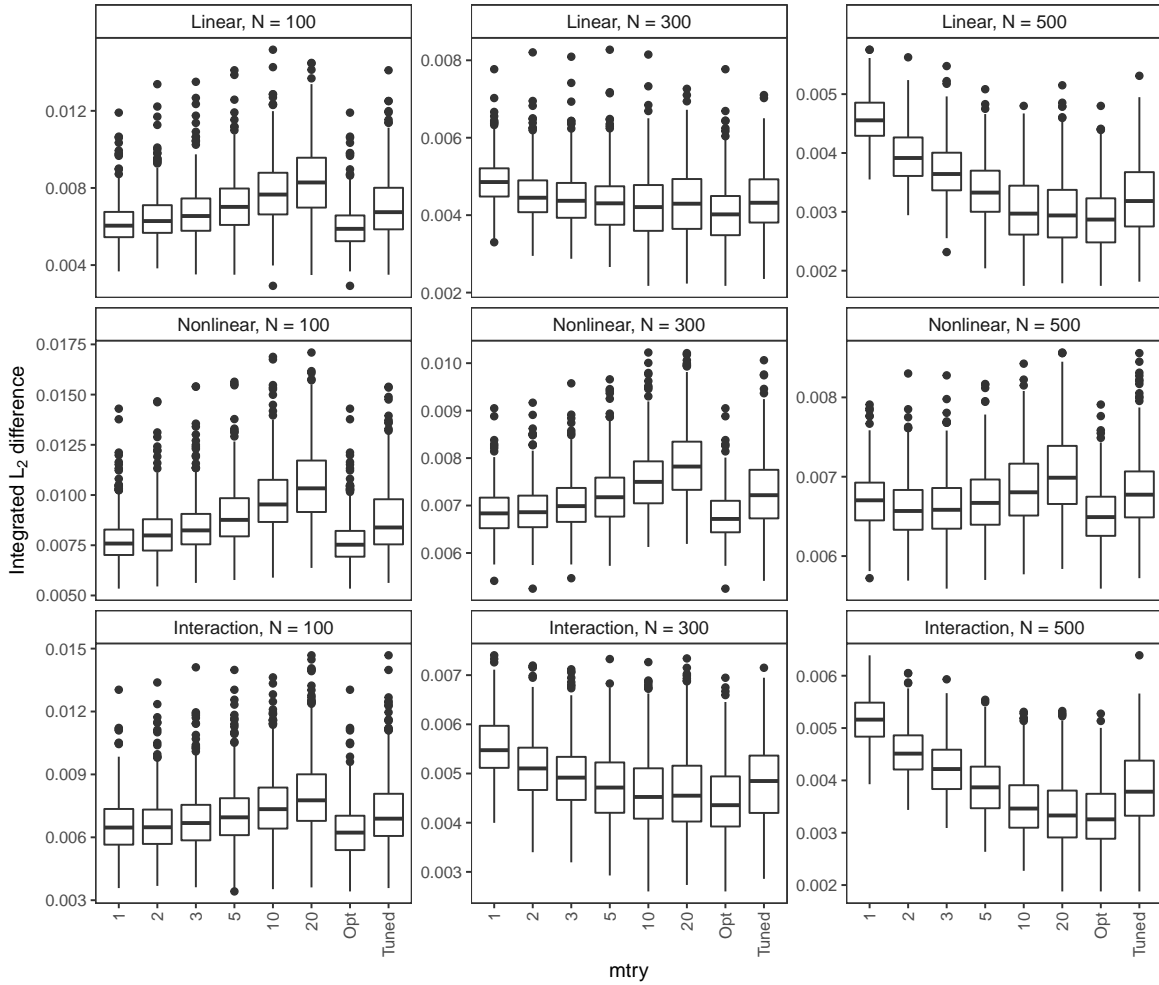 Linear, N = 100
Linear, N = 300
Linear, N = 500
0.012
0.008
0.004
0.008
0.006
0.004
0.002
0.005
0.004
0.003
0.002
Nonlinear, N = 100
Nonlinear, N = 300
Nonlinear, N = 500
0.0175
0.0150
0.0125
0.0100
0.0075
0.0050
0.010
0.009
0.008
0.007
0.006
0.008
0.007
0.006
Interaction, N = 100
Interaction, N = 300
Interaction, N = 500
0.015
0.012
0.009
0.006
0.003
0.007
0.006
0.005
0.004
0.003
0.006
0.005
0.004
0.003
0.002
Integrated L₂ difference
1 2 3 5 10 20 Opt Tuned
1 2 3 5 10 20 Opt Tuned
1 2 3 5 10 20 Opt Tuned
mtry